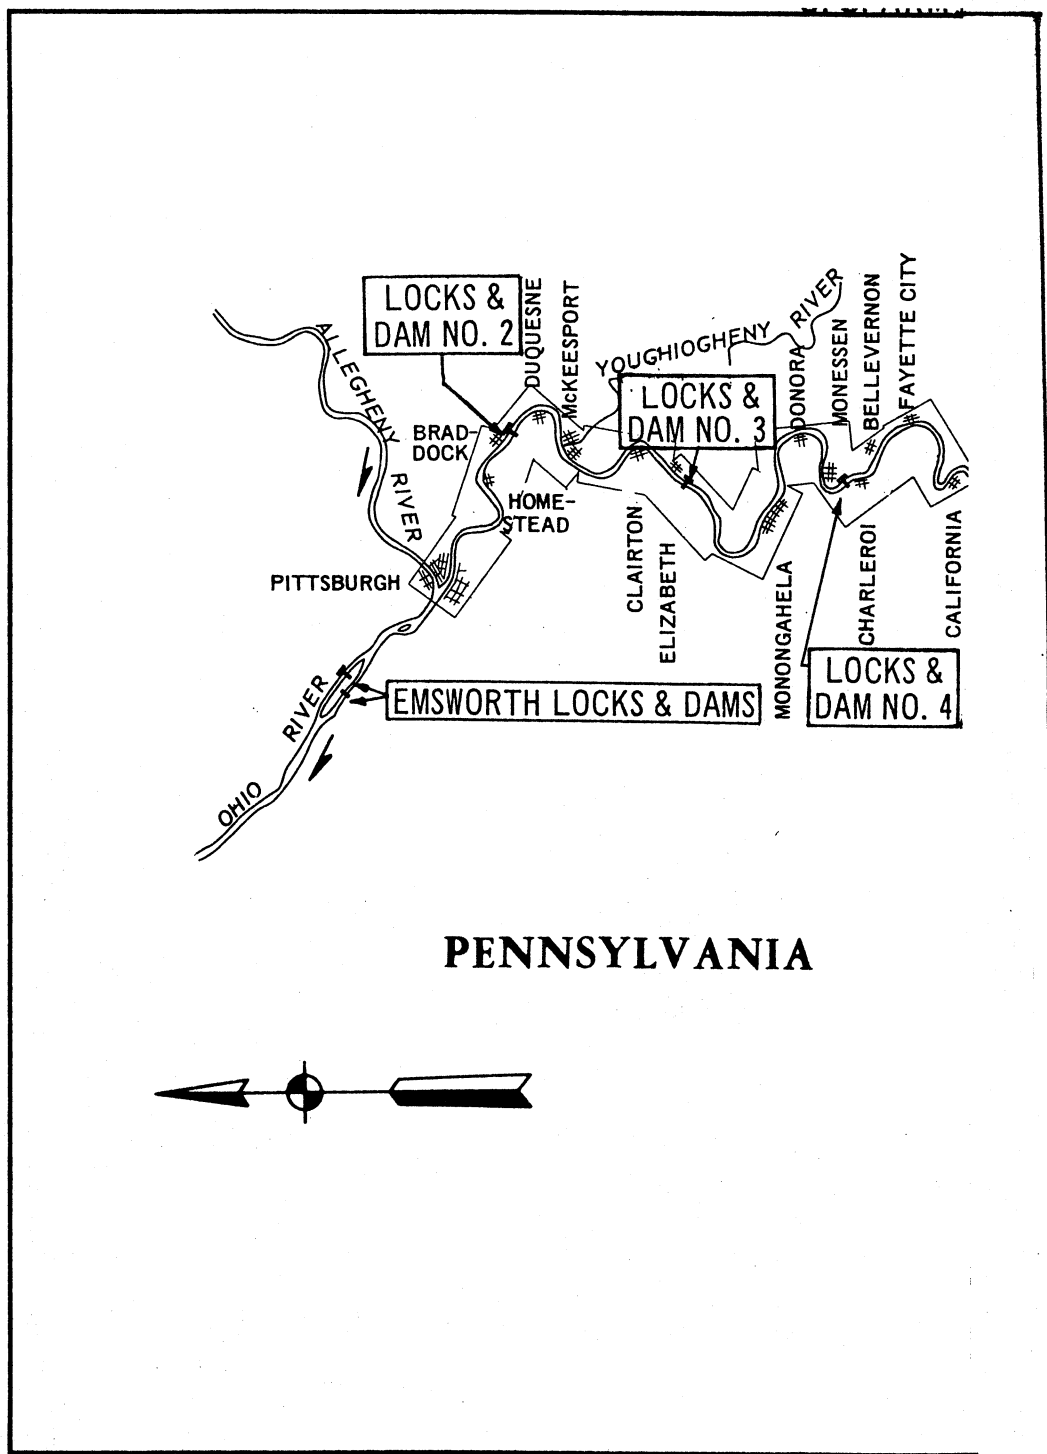 LOCKS &
DAM NO. 2
DUQUESNE
McKEESPORT
YOUGHIOGHENY RIVER
LOCKS &
DAM NO. 3
DONORA
MONESSEN
BELLEVERNON
FAYETTE CITY
ALLEGHENY RIVER
BRAD-
DOCK
HOME-
STEAD
PITTSBURGH
CLAIRTON
ELIZABETH
MONONGAHELA
CHARLEROI
CALIFORNIA
LOCKS &
DAM NO. 4
EMSWORTH LOCKS & DAMS
OHIO RIVER
PENNSYLVANIA